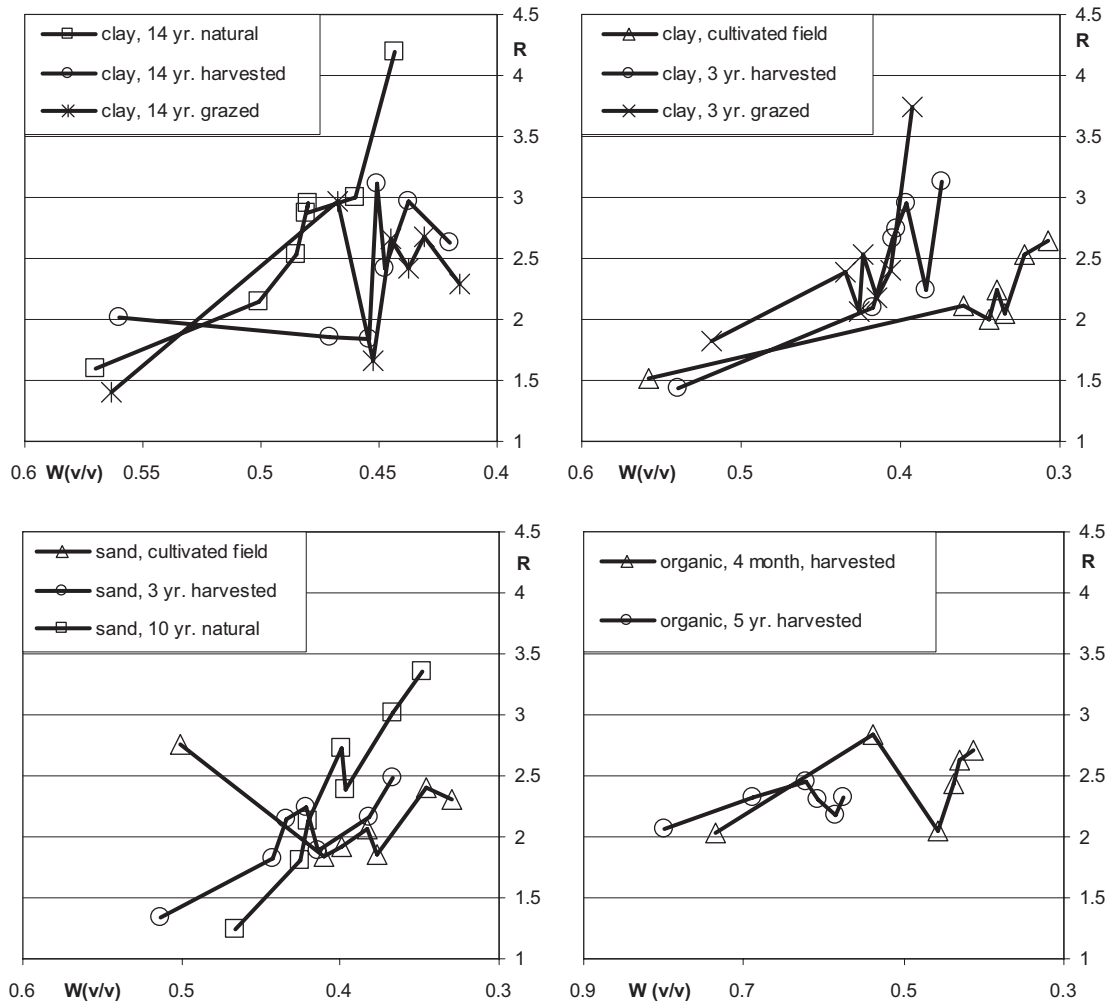 clay, 14 yr. natural
clay, 14 yr. harvested
clay, 14 yr. grazed
4.5
R
4
3.5
3
2.5
2
1.5
1
0.6 W(v/v) 0.55 0.5 0.45 0.4
clay, cultivated field
clay, 3 yr. harvested
clay, 3 yr. grazed
4.5
R
4
3.5
3
2.5
2
1.5
1
0.6 W(v/v) 0.5 0.4 0.3
sand, cultivated field
sand, 3 yr. harvested
sand, 10 yr. natural
4.5
R
4
3.5
3
2.5
2
1.5
1
0.6 W(v/v) 0.5 0.4 0.3
organic, 4 month, harvested
organic, 5 yr. harvested
4.5
R
4
3.5
3
2.5
2
1.5
1
0.9 W (v/v) 0.7 0.5 0.3